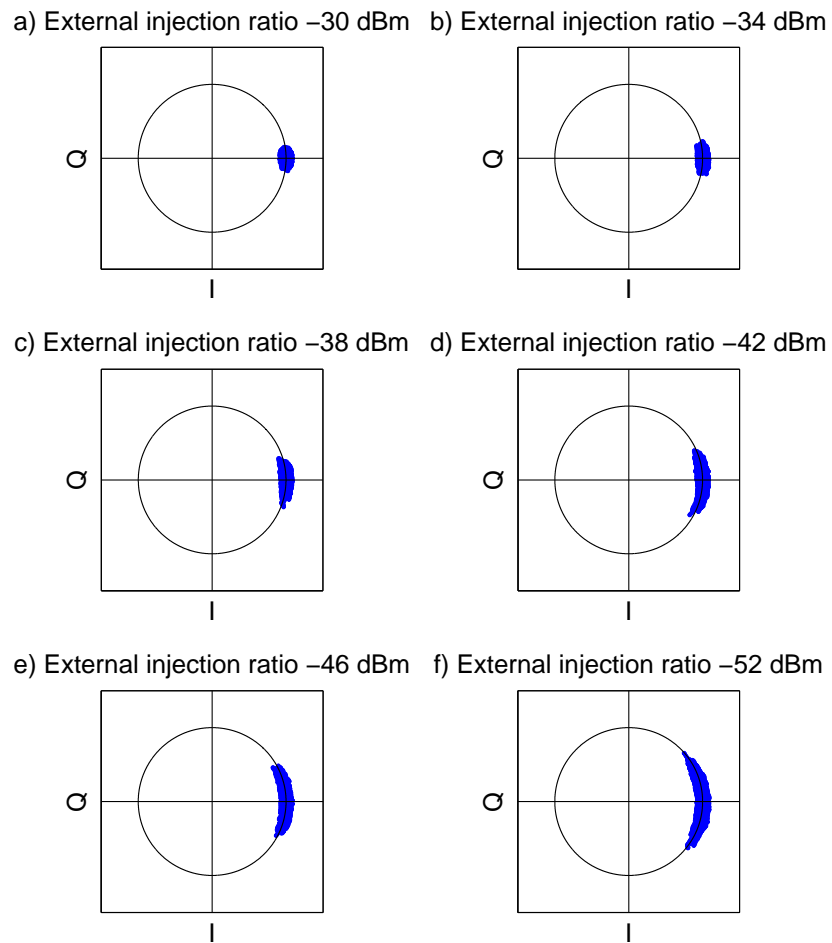 a) External injection ratio −30 dBm
b) External injection ratio −34 dBm
Q
I
Q
I
c) External injection ratio −38 dBm
d) External injection ratio −42 dBm
Q
I
Q
I
e) External injection ratio −46 dBm
f) External injection ratio −52 dBm
Q
I
Q
I